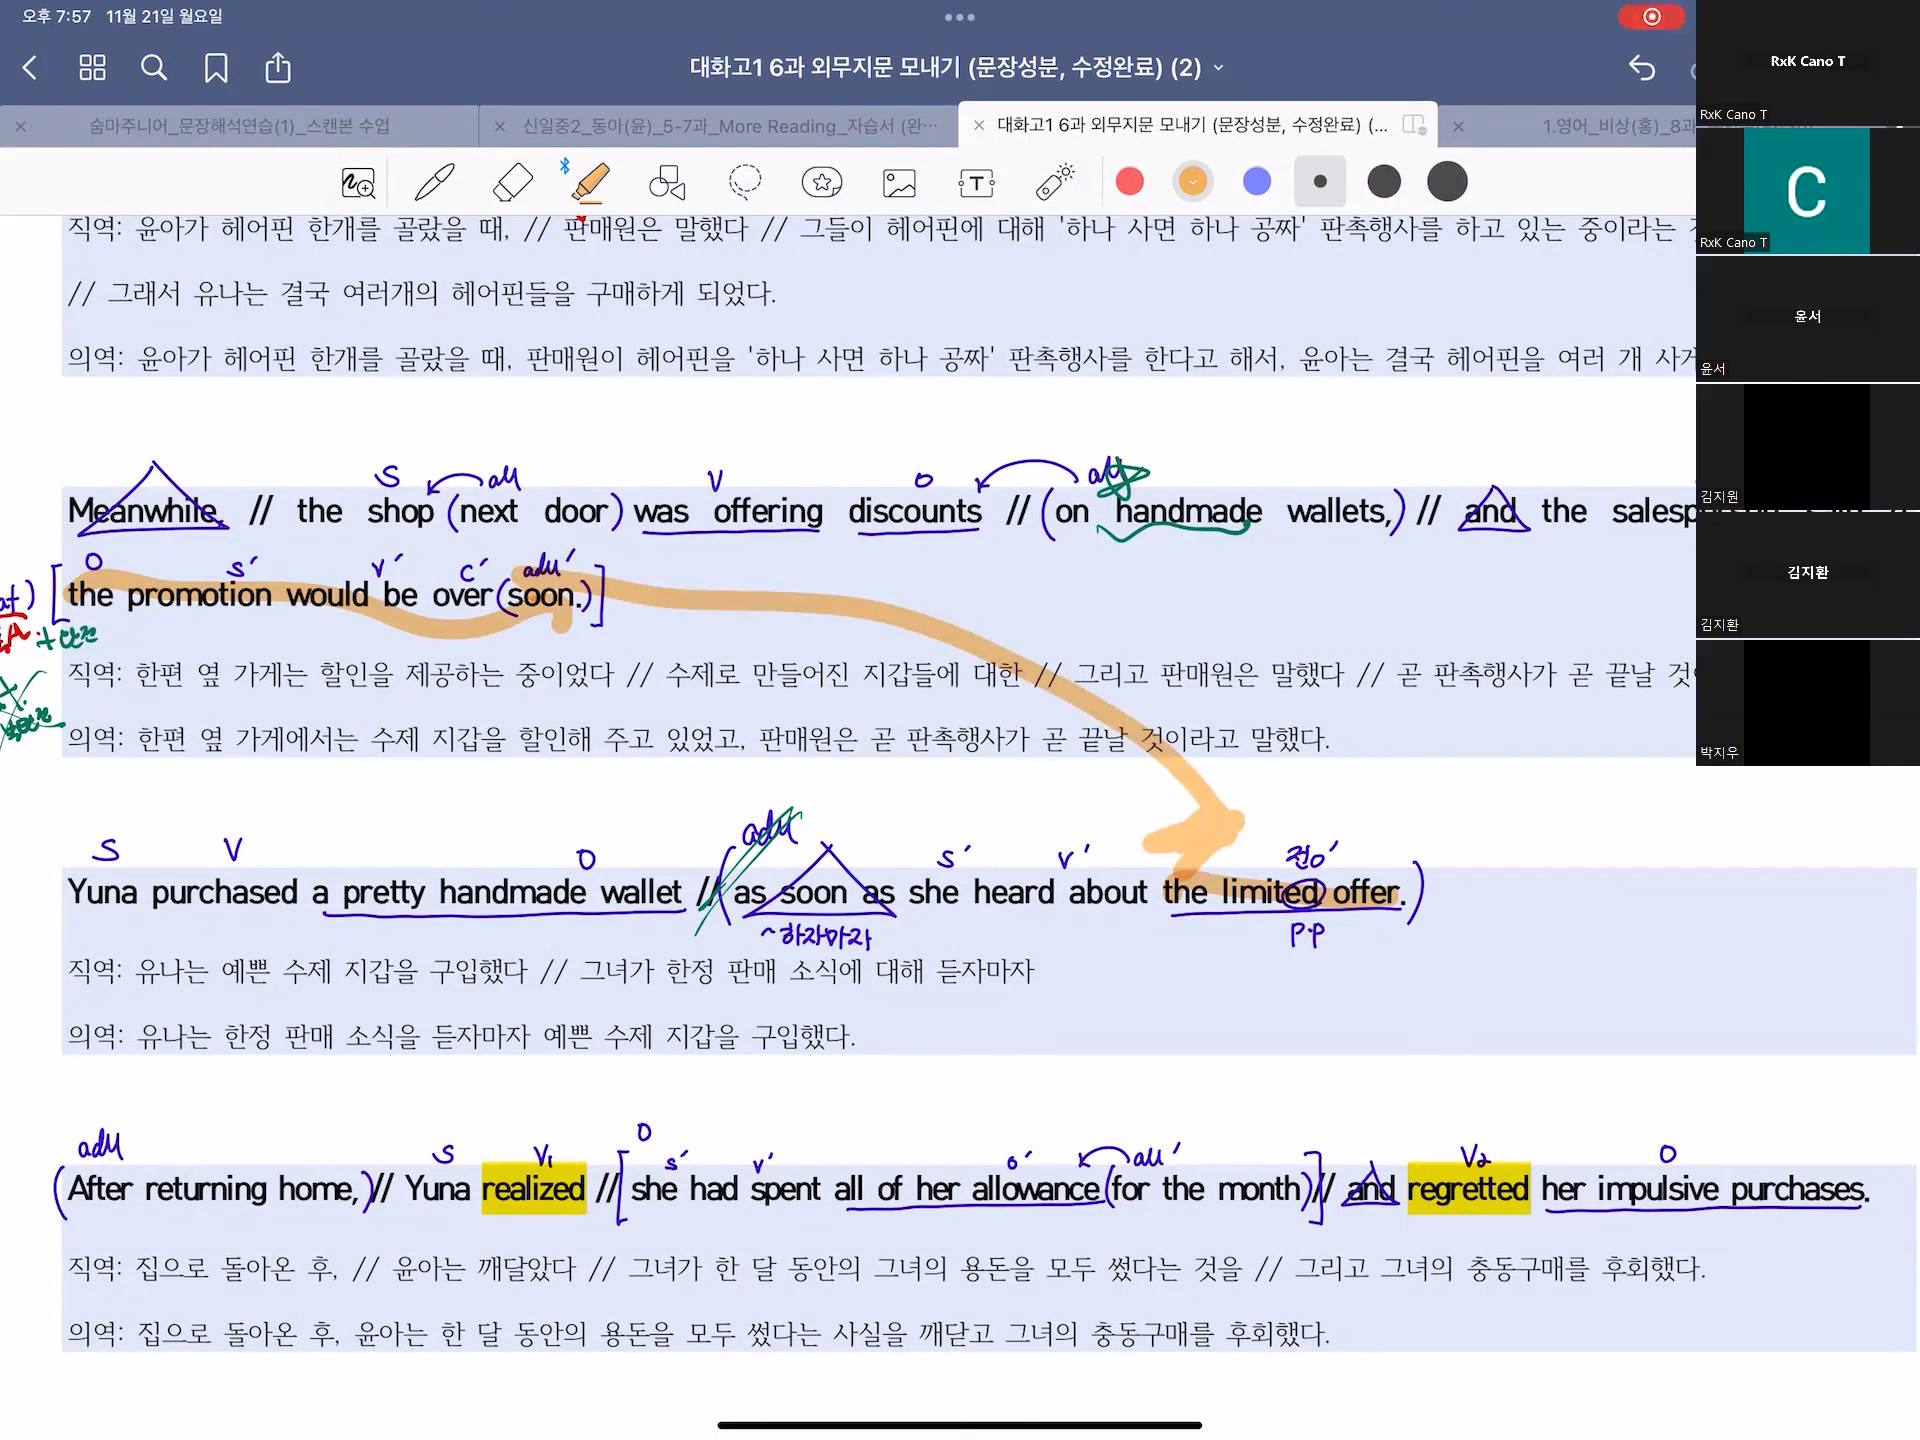 오후 7:57 11월 21일 월요일
대화고1 6과 외무지문 모내기 (문장성분, 수정완료) (2)
숨마주니어_문장해석연습(1)_스캔본 수업
신일중2_동아(윤)_5-7과_More Reading_자습서 (완…
대화고1 6과 외무지문 모내기 (문장성분, 수정완료) (...
1.영어_비상(홍)_8과
RxK Cano T
RxK Cano T
C
RxK Cano T
윤서
윤서
김지원
김지환
김지환
박지우
직역: 윤아가 헤어핀 한개를 골랐을 때, // 판매원은 말했다 // 그들이 헤어핀에 대해 '하나 사면 하나 공짜' 판촉행사를 하고 있는 중이라는
// 그래서 유나는 결국 여러개의 헤어핀들을 구매하게 되었다.
의역: 윤아가 헤어핀 한개를 골랐을 때, 판매원이 헤어핀을 '하나 사면 하나 공짜' 판촉행사를 한다고 해서, 윤아는 결국 헤어핀을 여러 개 사게
S adj V O adj
Meanwhile, // the shop (next door) was offering discounts // (on handmade wallets,) // and the salesp
O S′ V′ C′ adu′
[the promotion would be over (soon.)]
+완전
직역: 한편 옆 가게는 할인을 제공하는 중이었다 // 수제로 만들어진 지갑들에 대한 // 그리고 판매원은 말했다 // 곧 판촉행사가 곧 끝날 것
의역: 한편 옆 가게에서는 수제 지갑을 할인해 주고 있었고, 판매원은 곧 판촉행사가 곧 끝날 것이라고 말했다.
S V O adu S′ V′ 전O′
Yuna purchased a pretty handmade wallet // (as soon as she heard about the limited offer.)
~하자마자 P.P
직역: 유나는 예쁜 수제 지갑을 구입했다 // 그녀가 한정 판매 소식에 대해 듣자마자
의역: 유나는 한정 판매 소식을 듣자마자 예쁜 수제 지갑을 구입했다.
adu S V₁ O S′ V′ O′ adj′ V₂ O
(After returning home,) // Yuna realized // [she had spent all of her allowance (for the month)] // and regretted her impulsive purchases.
직역: 집으로 돌아온 후, // 윤아는 깨달았다 // 그녀가 한 달 동안의 그녀의 용돈을 모두 썼다는 것을 // 그리고 그녀의 충동구매를 후회했다.
의역: 집으로 돌아온 후, 윤아는 한 달 동안의 용돈을 모두 썼다는 사실을 깨닫고 그녀의 충동구매를 후회했다.